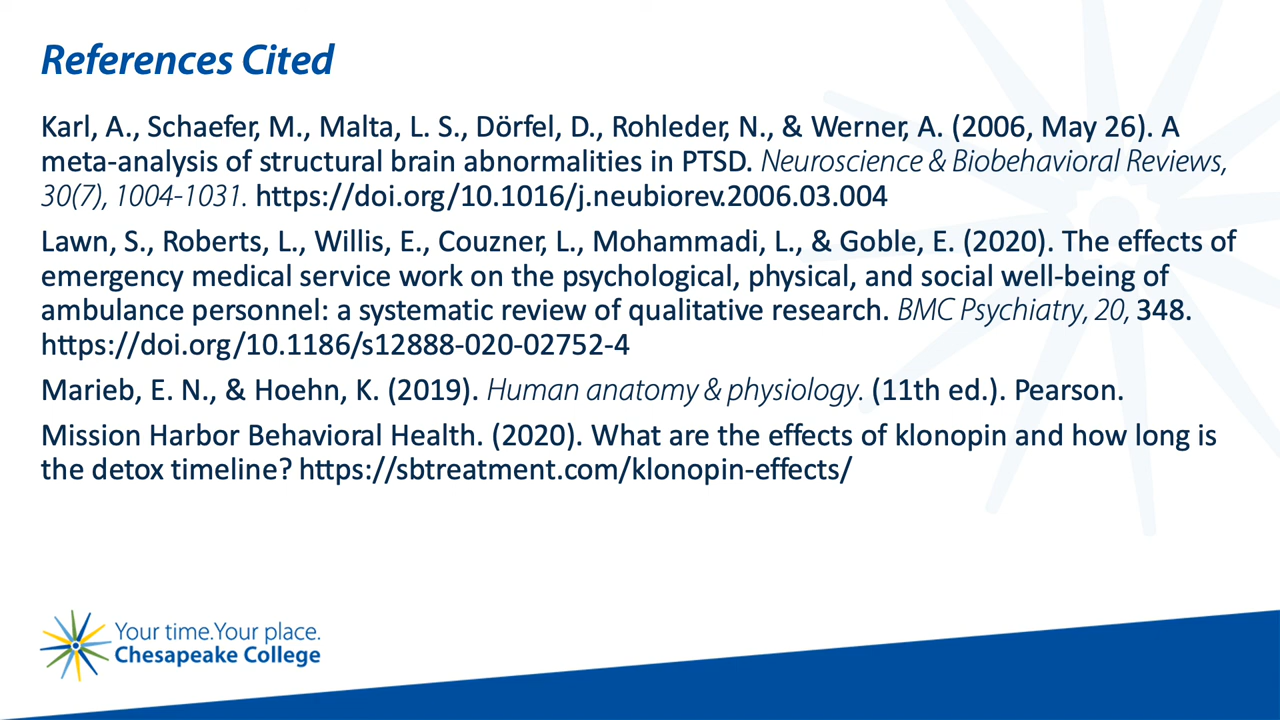 References Cited
Karl, A., Schaefer, M., Malta, L. S., Dörfel, D., Rohleder, N., & Werner, A. (2006, May 26). A
meta-analysis of structural brain abnormalities in PTSD. Neuroscience & Biobehavioral Reviews,
30(7), 1004-1031. https://doi.org/10.1016/j.neubiorev.2006.03.004
Lawn, S., Roberts, L., Willis, E., Couzner, L., Mohammadi, L., & Goble, E. (2020). The effects of
emergency medical service work on the psychological, physical, and social well-being of
ambulance personnel: a systematic review of qualitative research. BMC Psychiatry, 20, 348.
https://doi.org/10.1186/s12888-020-02752-4
Marieb, E. N., & Hoehn, K. (2019). Human anatomy & physiology. (11th ed.). Pearson.
Mission Harbor Behavioral Health. (2020). What are the effects of klonopin and how long is
the detox timeline? https://sbtreatment.com/klonopin-effects/
Your time.Your place.
Chesapeake College